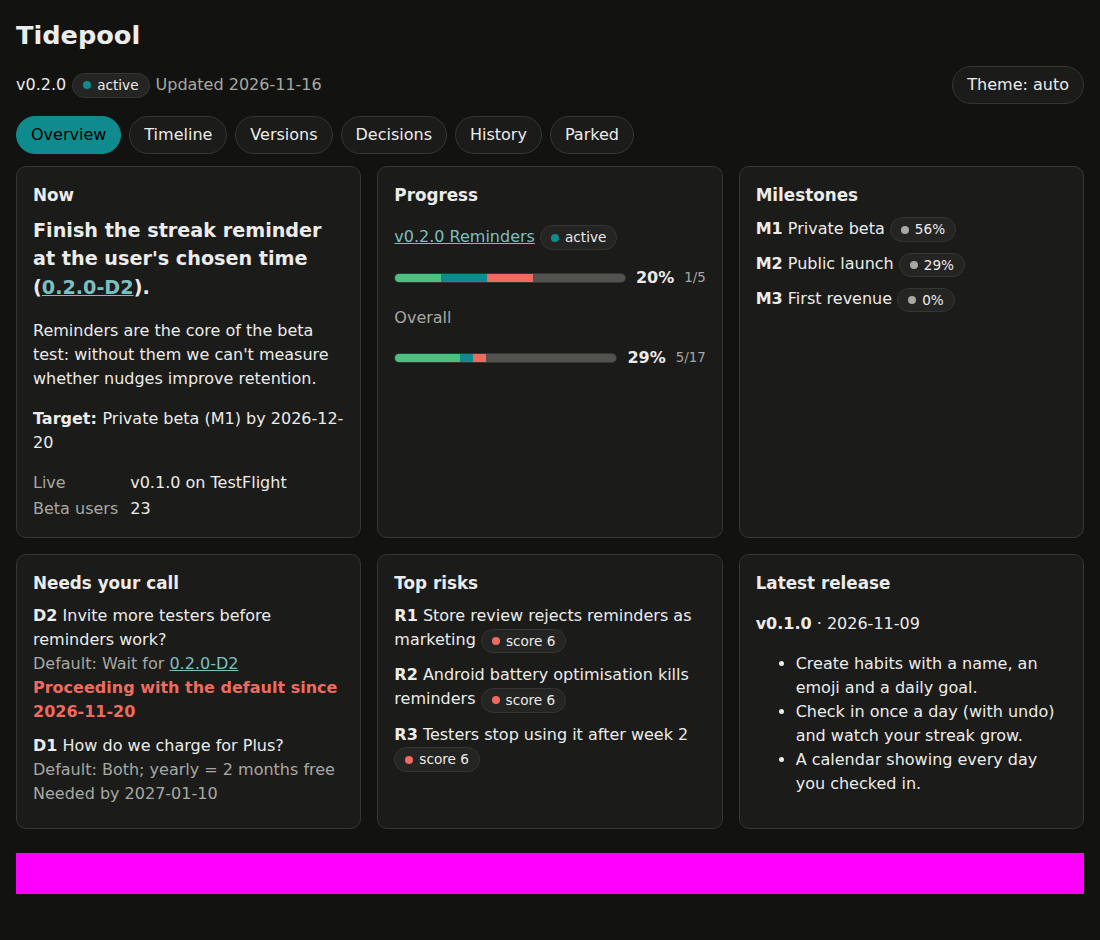 Tidepool
v0.2.0 active Updated 2026-11-16
Theme: auto
Overview Timeline Versions Decisions History Parked
Now
Finish the streak reminder
at the user's chosen time
(0.2.0-D2).
Reminders are the core of the beta
test: without them we can't measure
whether nudges improve retention.
Target: Private beta (M1) by 2026-12-
20
Live v0.1.0 on TestFlight
Beta users 23
Progress
v0.2.0 Reminders active
20% 1/5
Overall
29% 5/17
Milestones
M1 Private beta 56%
M2 Public launch 29%
M3 First revenue 0%
Needs your call
D2 Invite more testers before
reminders work?
Default: Wait for 0.2.0-D2
Proceeding with the default since
2026-11-20
D1 How do we charge for Plus?
Default: Both; yearly = 2 months free
Needed by 2027-01-10
Top risks
R1 Store review rejects reminders as
marketing score 6
R2 Android battery optimisation kills
reminders score 6
R3 Testers stop using it after week 2
score 6
Latest release
v0.1.0 · 2026-11-09
• Create habits with a name, an
emoji and a daily goal.
• Check in once a day (with undo)
and watch your streak grow.
• A calendar showing every day
you checked in.